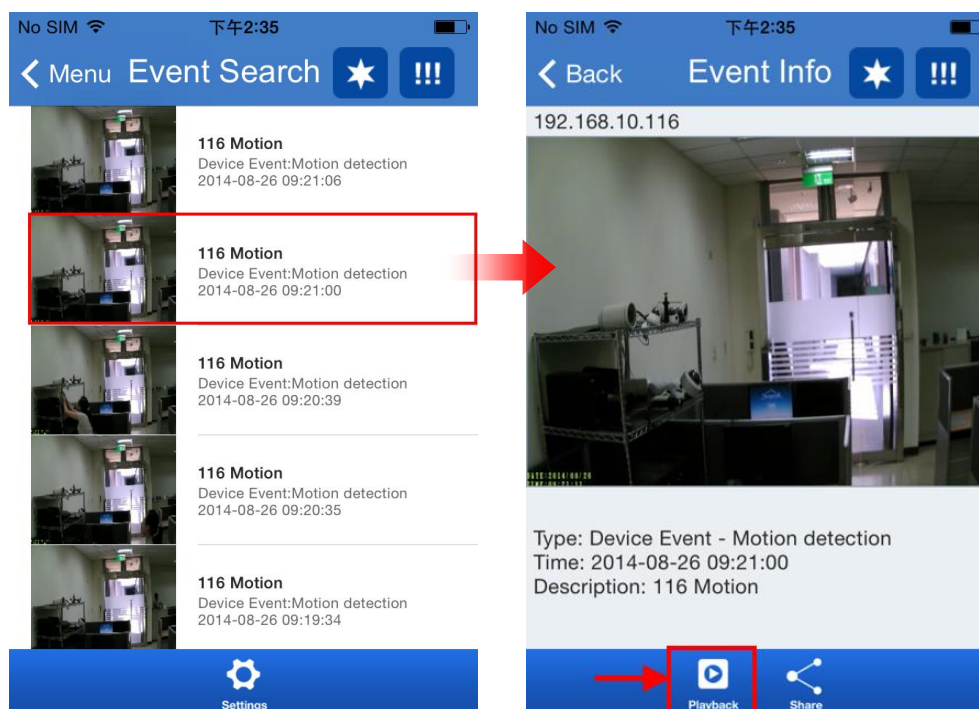 No SIM 下午2:35
Menu Event Search !!!
116 Motion
Device Event:Motion detection
2014-08-26 09:21:06
116 Motion
Device Event:Motion detection
2014-08-26 09:21:00
116 Motion
Device Event:Motion detection
2014-08-26 09:20:39
116 Motion
Device Event:Motion detection
2014-08-26 09:20:35
116 Motion
Device Event:Motion detection
2014-08-26 09:19:34
Settings
No SIM 下午2:35
Back Event Info !!!
192.168.10.116
Type: Device Event - Motion detection
Time: 2014-08-26 09:21:00
Description: 116 Motion
Playback Share